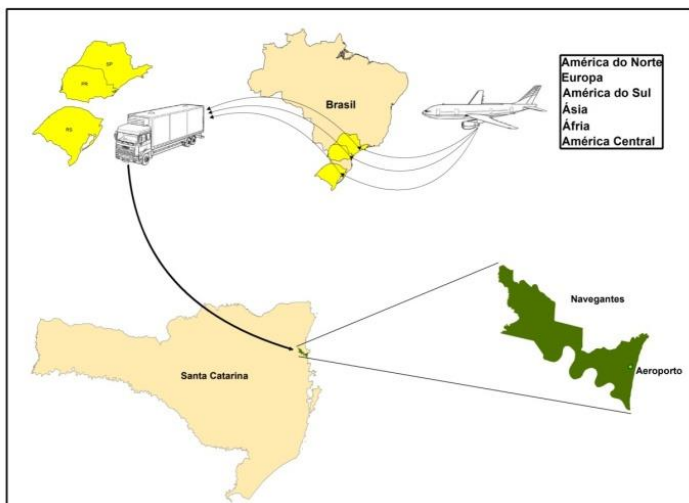 SP
PR
RS
Brasil
América do Norte
Europa
América do Sul
Ásia
Áfria
América Central
Navegantes
Aeroporto
Santa Catarina